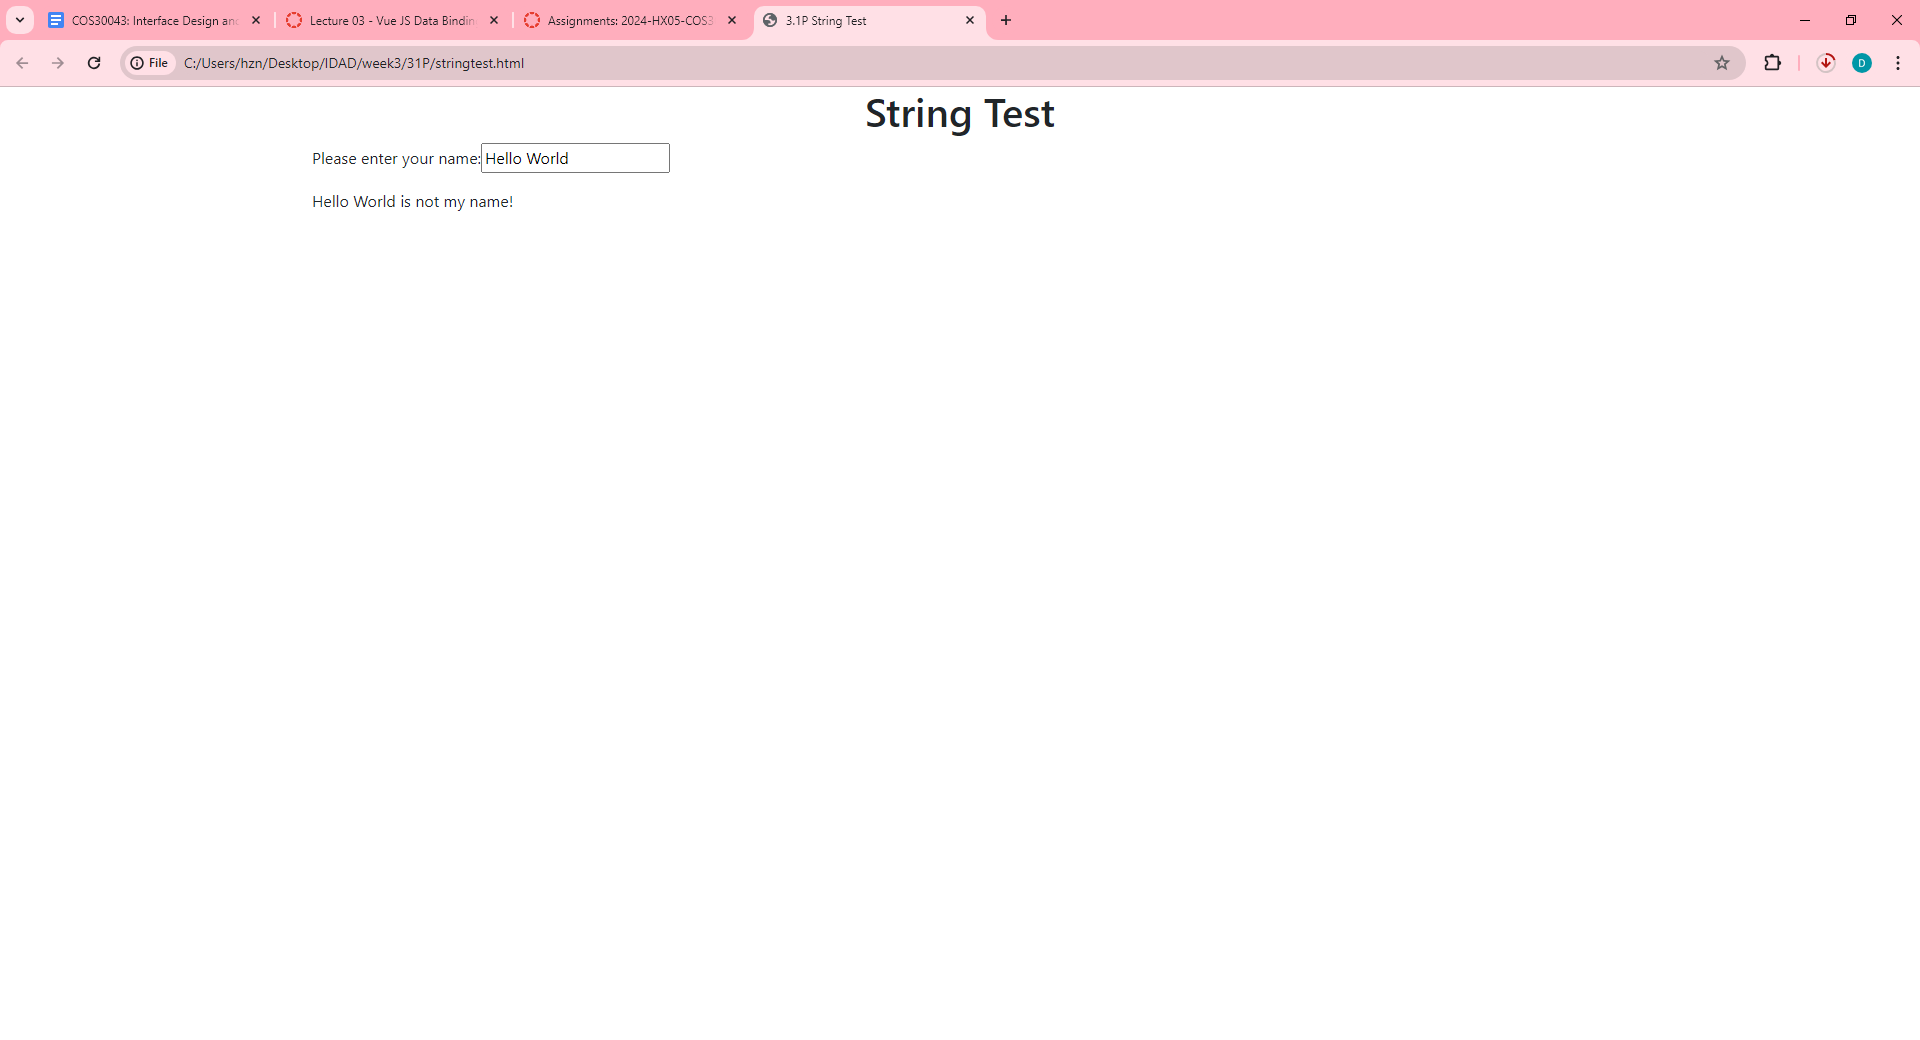 COS30043: Interface Design and
Lecture 03 - Vue JS Data Bindin
Assignments: 2024-HX05-COS3
3.1P String Test
File
C:/Users/hzn/Desktop/IDAD/week3/31P/stringtest.html
D
String Test
Please enter your name:Hello World
Hello World is not my name!